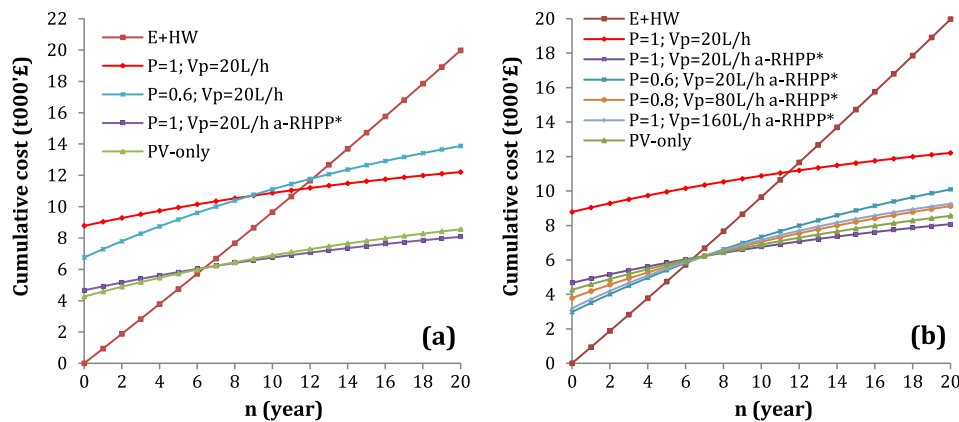 20
18
16
14
12
10
8
6
4
2
0
Cumulative cost (t000'£)
(a)
E+HW
P=1; Vp=20L/h
P=0.6; Vp=20L/h
P=1; Vp=20L/h a-RHPP*
PV-only
(a)
0 2 4 6 8 10 12 14 16 18 20
n (year)
20
18
16
14
12
10
8
6
4
2
0
Cumulative cost (t000'£)
E+HW
P=1; Vp=20L/h
P=1; Vp=20L/h a-RHPP*
P=0.6; Vp=20L/h a-RHPP*
P=0.8; Vp=80L/h a-RHPP*
P=1; Vp=160L/h a-RHPP*
PV-only
(b)
0 2 4 6 8 10 12 14 16 18 20
n (year)